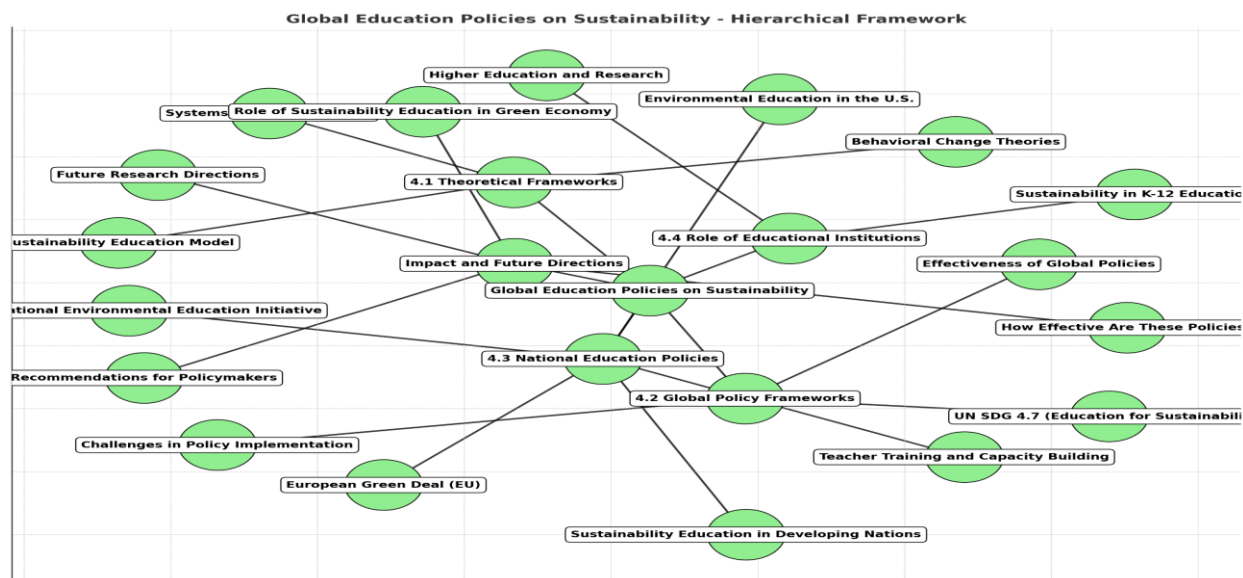 Global Education Policies on Sustainability - Hierarchical Framework
Higher Education and Research
Environmental Education in the U.S.
Systems
Role of Sustainability Education in Green Economy
Behavioral Change Theories
Future Research Directions
4.1 Theoretical Frameworks
Sustainability in K-12
4.4 Role of Educational Institutions
Education Model
Impact and Future Directions
Effectiveness of Global Policies
Global Education Policies on Sustainability
Environmental Education Initiative
How Effective Are These Policies
4.3 National Education Policies
Recommendations for Policymakers
4.2 Global Policy Frameworks
UN SDG 4.7 (Education for
Challenges in Policy Implementation
Teacher Training and Capacity Building
European Green Deal (EU)
Sustainability Education in Developing Nations